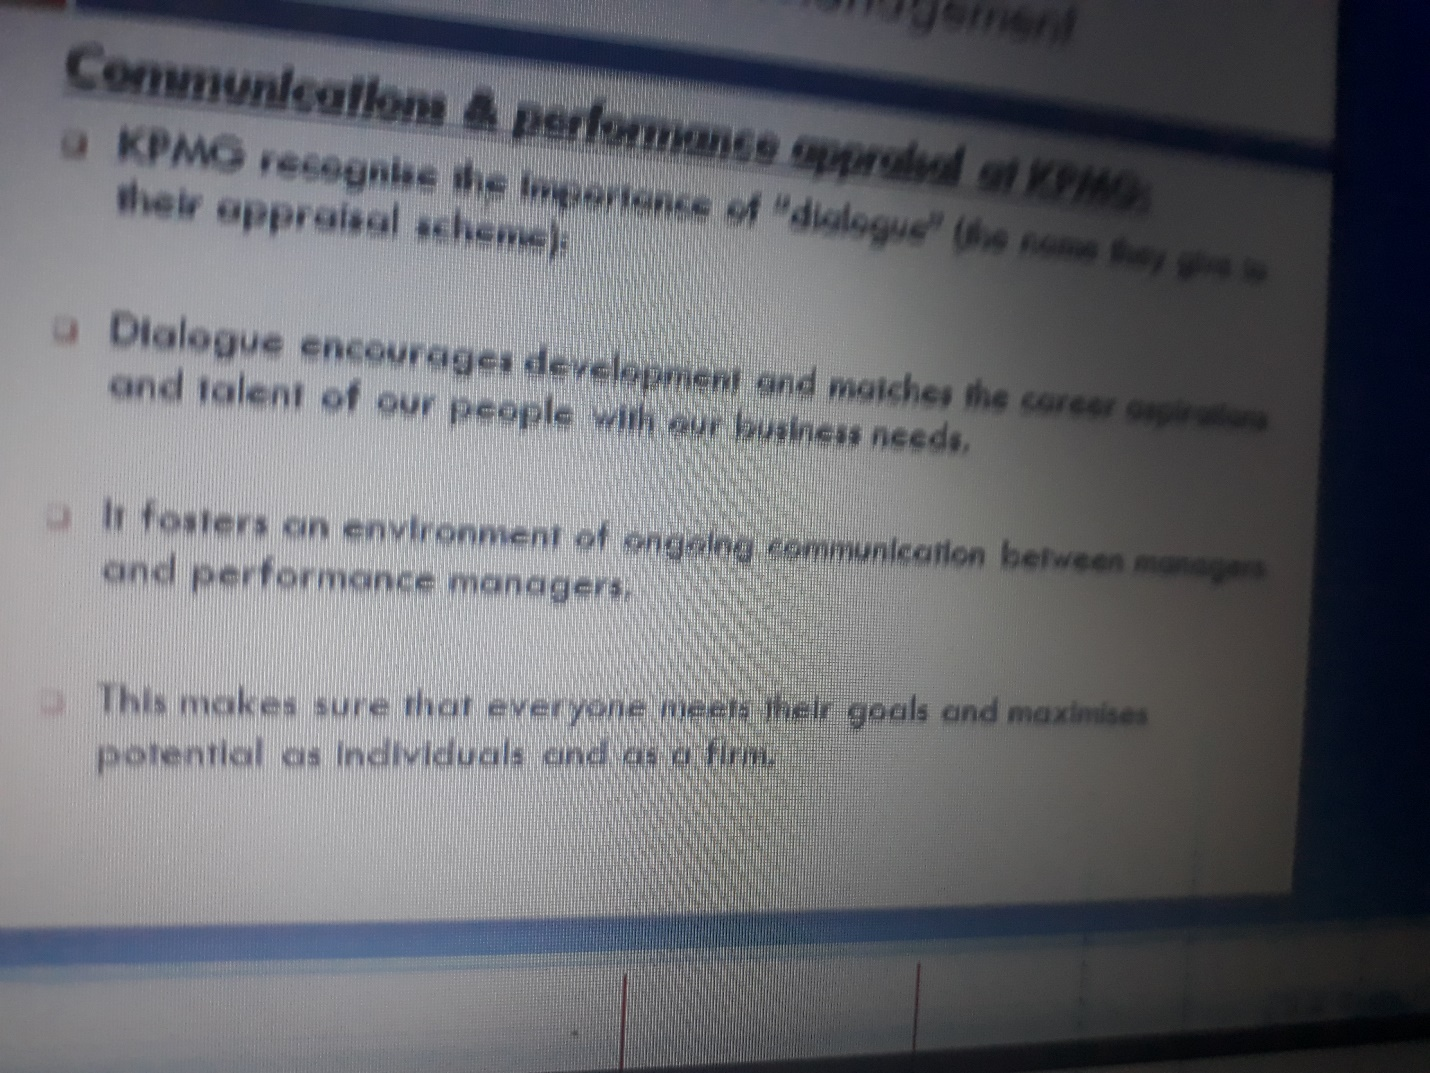 Communications & performance appraisal at KPMG:
KPMG recognise the importance of "dialogue" (the name they give to
their appraisal scheme):
Dialogue encourages development and matches the career aspirations
and talent of our people with our business needs.
It fosters an environment of ongoing communication between managers
and performance managers.
This makes sure that everyone meets their goals and maximises
potential as individuals and as a firm.